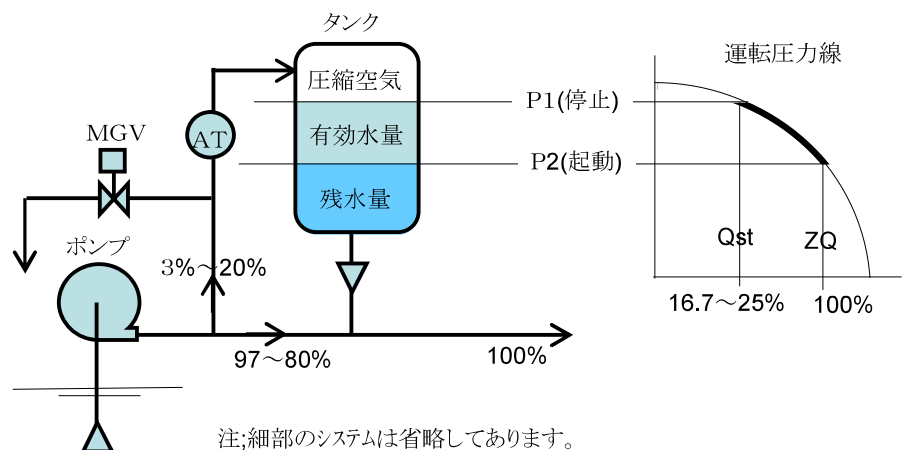 タンク
運転圧力線
圧縮空気
P1(停止)
MGV
AT
有効水量
P2(起動)
残水量
ポンプ
3%～20%
Qst
ZQ
16.7～25%
100%
97～80%
100%
注;細部のシステムは省略してあります。